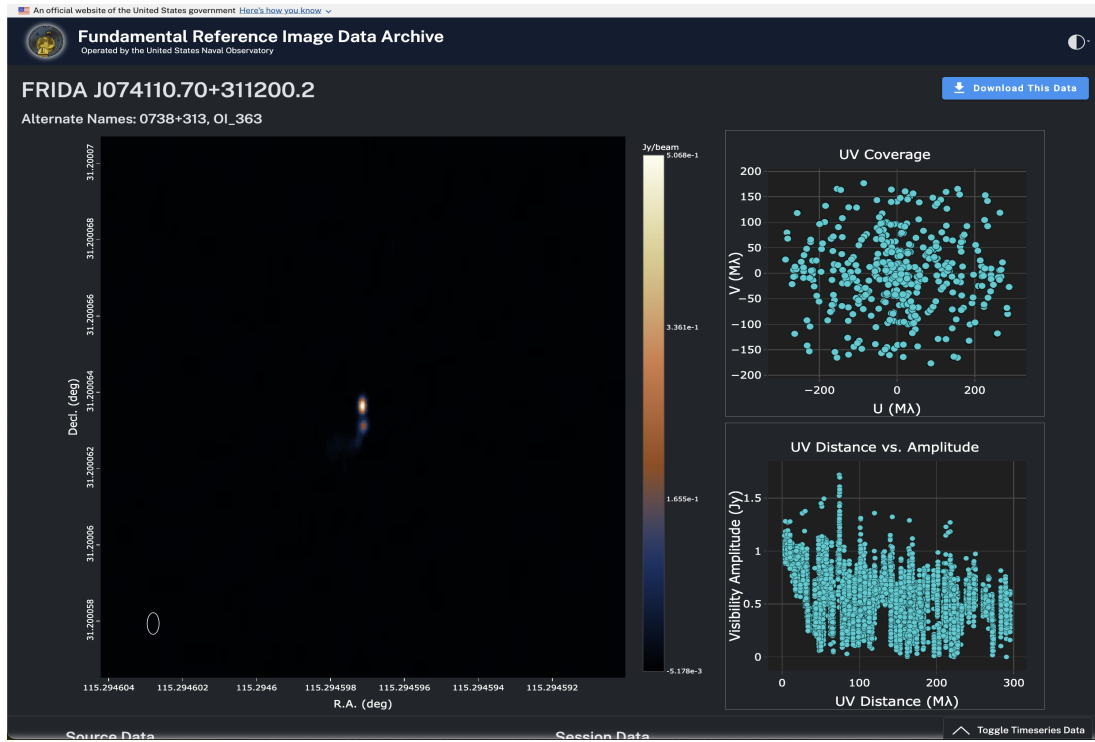 An official website of the United States government Here's how you know
Fundamental Reference Image Data Archive
Operated by the United States Naval Observatory
FRIDA J074110.70+311200.2
Download This Data
Alternate Names: 0738+313, OI_363
Decl. (deg)
31.20007
31.200068
31.200066
31.200064
31.200062
31.20006
31.200058
115.294604
115.294602
115.2946
115.294598
115.294596
115.294594
115.294592
R.A. (deg)
Jy/beam
5.068e-1
3.361e-1
1.655e-1
-5.178e-3
UV Coverage
V (Mλ)
200
150
100
50
0
−50
−100
−150
−200
−200
0
200
U (Mλ)
UV Distance vs. Amplitude
Visibility Amplitude (Jy)
1.5
1
0.5
0
0
100
200
300
UV Distance (Mλ)
Source Data
Session Data
Toggle Timeseries Data